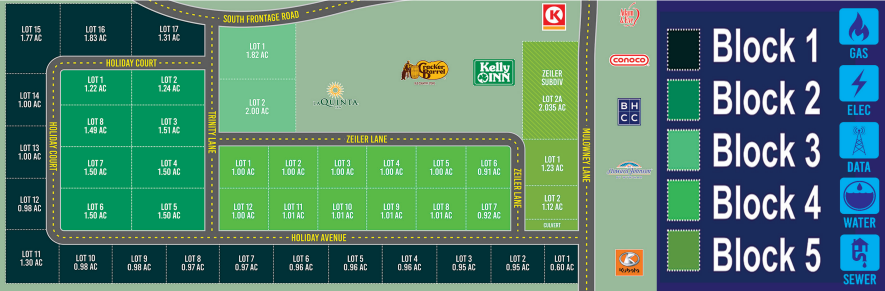 SOUTH FRONTAGE ROAD
LOT 15
1.77 AC
LOT 16
1.83 AC
LOT 17
1.31 AC
HOLIDAY COURT
LOT 1
1.22 AC
LOT 2
1.24 AC
LOT 8
1.49 AC
LOT 3
1.51 AC
LOT 7
1.50 AC
LOT 4
1.50 AC
LOT 6
1.50 AC
LOT 5
1.50 AC
LOT 14
1.00 AC
LOT 13
1.00 AC
LOT 12
0.98 AC
LOT 11
1.30 AC
HOLIDAY COURT
TRINITY LANE
LOT 1
1.82 AC
LOT 2
2.00 AC
LA QUINTA
Cracker
Barrel
Kelly
INN
K
ZEILER
SUBDIV
LOT 2A
2.035 AC
LOT 1
1.23 AC
LOT 2
1.12 AC
CULVERT
ZEILER LANE
LOT 1
1.00 AC
LOT 2
1.00 AC
LOT 3
1.00 AC
LOT 4
1.00 AC
LOT 5
1.00 AC
LOT 6
0.91 AC
LOT 12
1.00 AC
LOT 11
1.01 AC
LOT 10
1.01 AC
LOT 9
1.01 AC
LOT 8
1.01 AC
LOT 7
0.92 AC
ZEILER LANE
MULLOWNEY LANE
HOLIDAY AVENUE
LOT 10
0.98 AC
LOT 9
0.98 AC
LOT 8
0.97 AC
LOT 7
0.97 AC
LOT 6
0.96 AC
LOT 5
0.96 AC
LOT 4
0.96 AC
LOT 3
0.95 AC
LOT 2
0.95 AC
LOT 1
0.60 AC
conoco
B H
C C
Howard Johnson
Kubota
Block 1
Block 2
Block 3
Block 4
Block 5
GAS
ELEC
DATA
WATER
SEWER